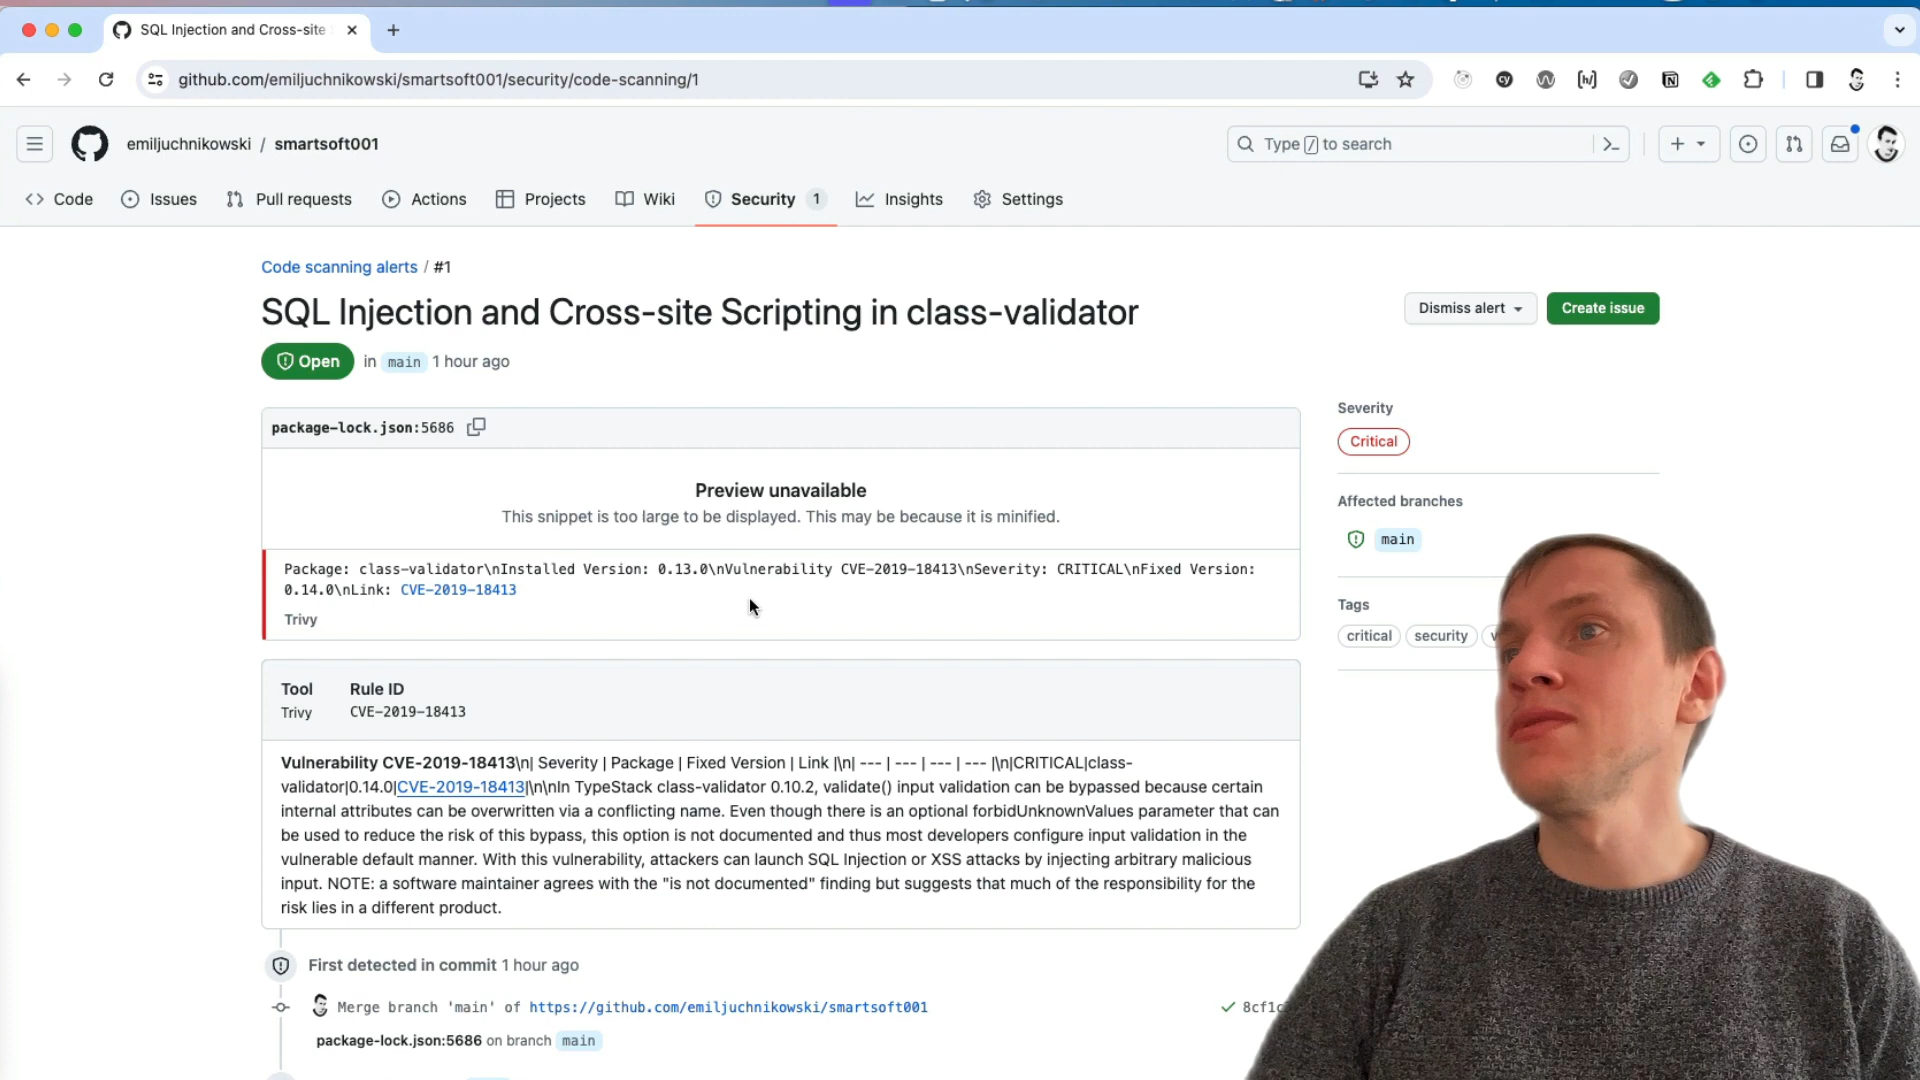 SQL Injection and Cross-site
github.com/emiljuchnikowski/smartsoft001/security/code-scanning/1
emiljuchnikowski / smartsoft001
Type / to search
Code Issues Pull requests Actions Projects Wiki Security 1 Insights Settings
Code scanning alerts / #1
SQL Injection and Cross-site Scripting in class-validator
Dismiss alert
Create issue
Open in main 1 hour ago
package-lock.json:5686
Preview unavailable
This snippet is too large to be displayed. This may be because it is minified.
Package: class-validator\nInstalled Version: 0.13.0\nVulnerability CVE-2019-18413\nSeverity: CRITICAL\nFixed Version:
0.14.0\nLink: CVE-2019-18413
Trivy
Severity
Critical
Affected branches
main
Tags
critical security
Tool Rule ID
Trivy CVE-2019-18413
Vulnerability CVE-2019-18413\n| Severity | Package | Fixed Version | Link |\n| --- | --- | --- | --- |\n|CRITICAL|class-
validator|0.14.0|CVE-2019-18413|\n\nIn TypeStack class-validator 0.10.2, validate() input validation can be bypassed because certain
internal attributes can be overwritten via a conflicting name. Even though there is an optional forbidUnknownValues parameter that can
be used to reduce the risk of this bypass, this option is not documented and thus most developers configure input validation in the
vulnerable default manner. With this vulnerability, attackers can launch SQL Injection or XSS attacks by injecting arbitrary malicious
input. NOTE: a software maintainer agrees with the "is not documented" finding but suggests that much of the responsibility for the
risk lies in a different product.
First detected in commit 1 hour ago
Merge branch 'main' of https://github.com/emiljuchnikowski/smartsoft001
8cf1c
package-lock.json:5686 on branch main